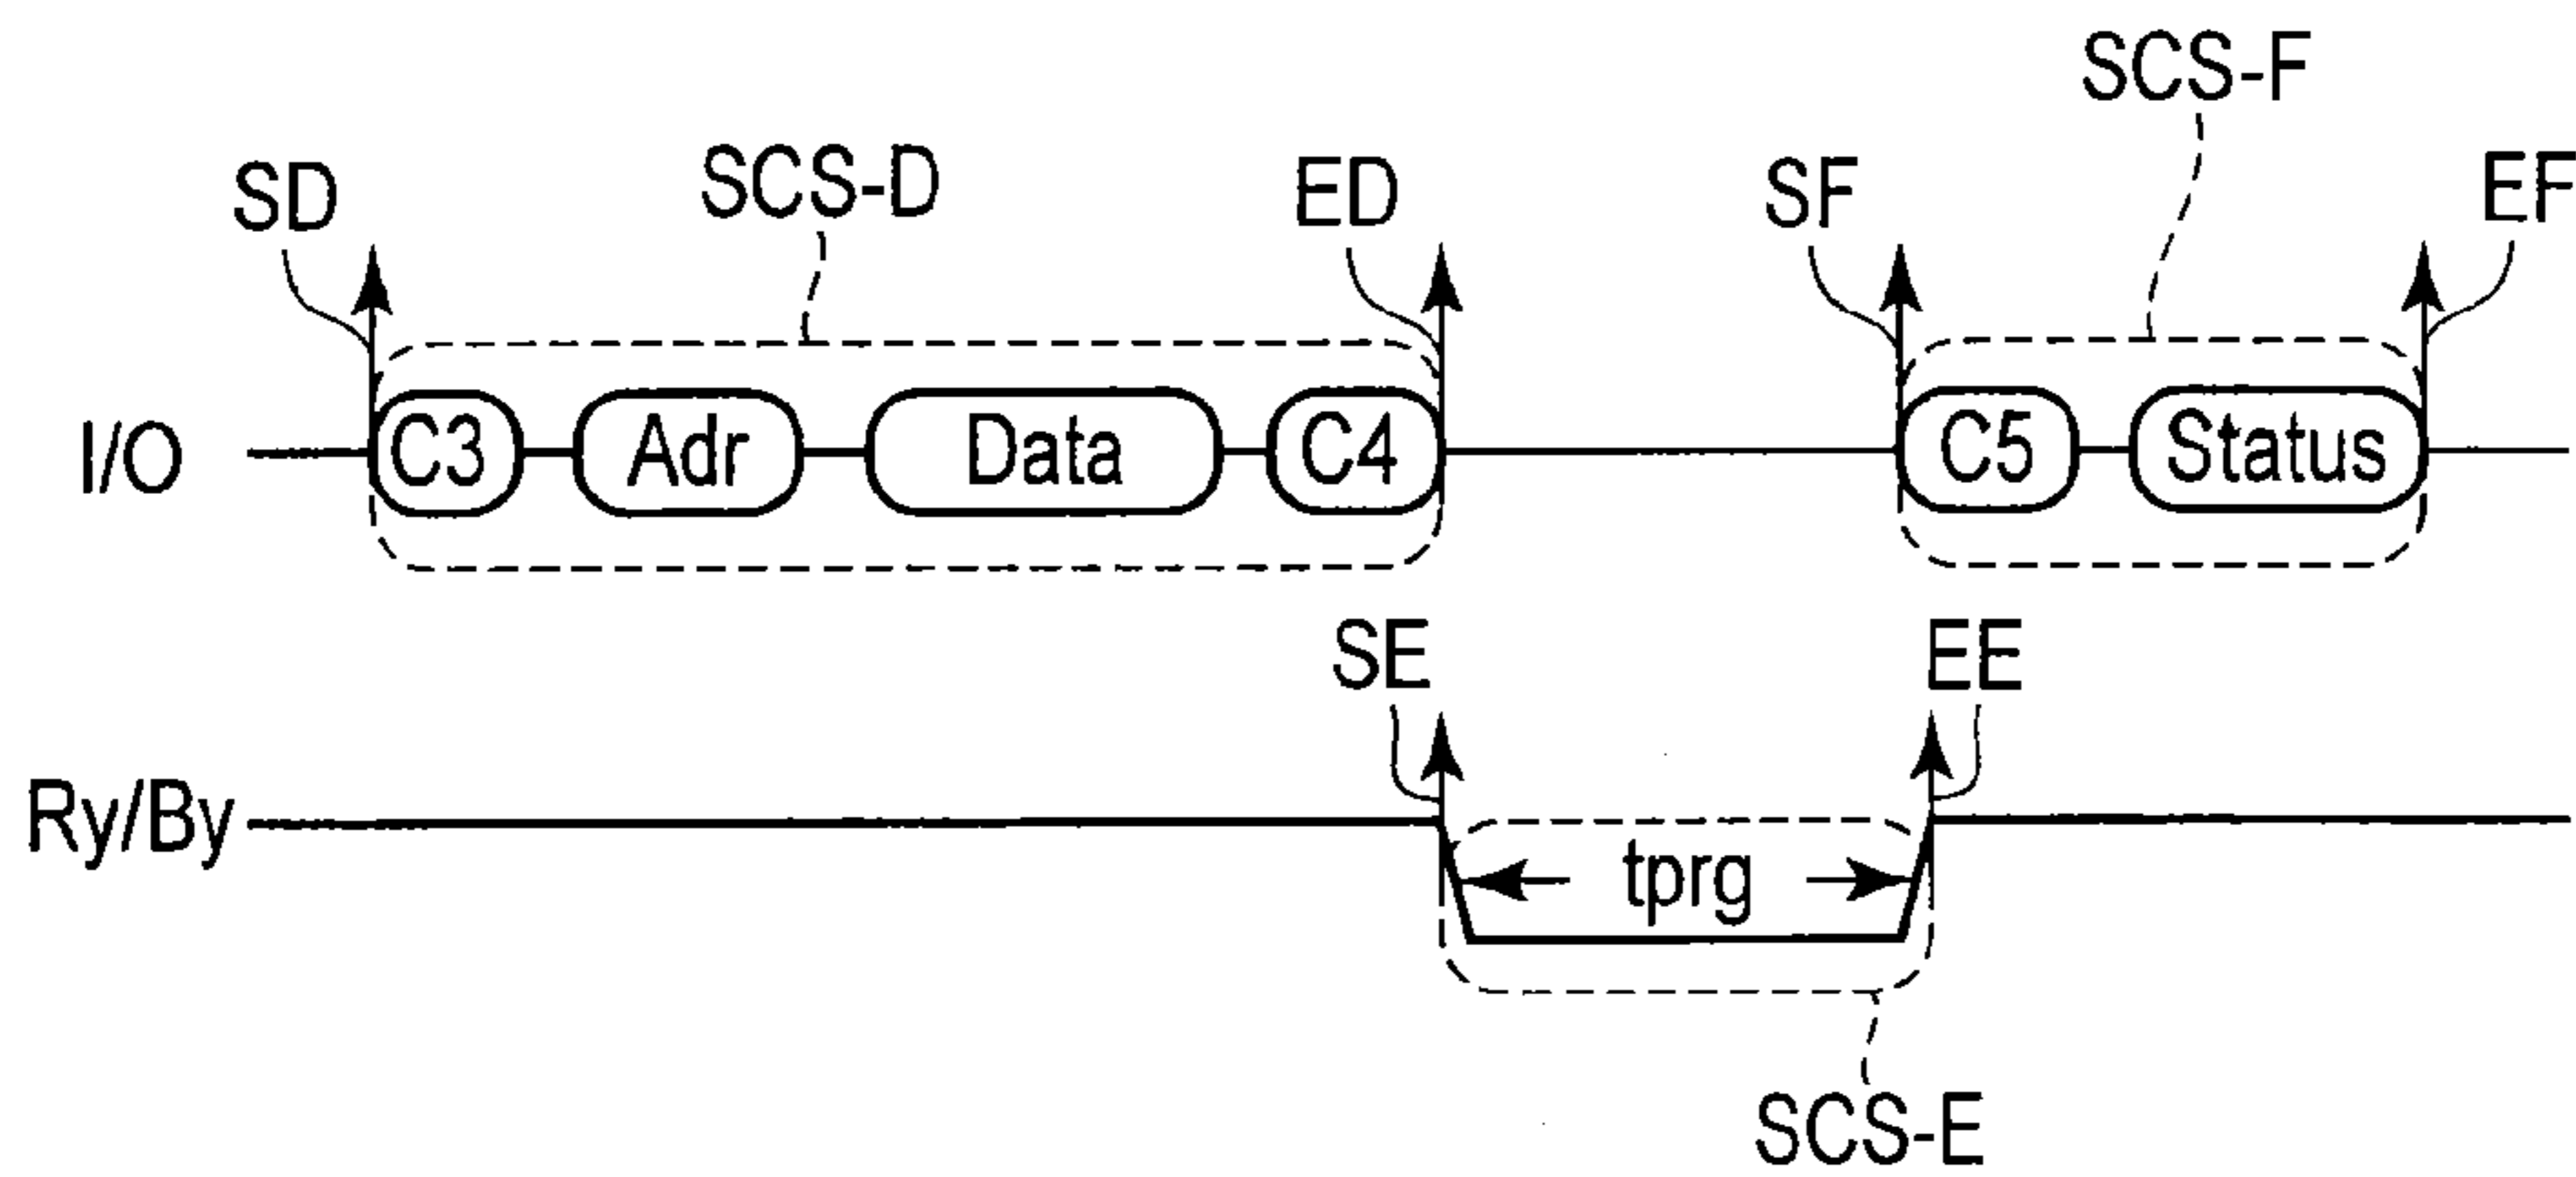 SCS-F
SD SCS-D ED SF EF
I/O C3 Adr Data C4 C5 Status
SE EE
Ry/By tprg
SCS-E